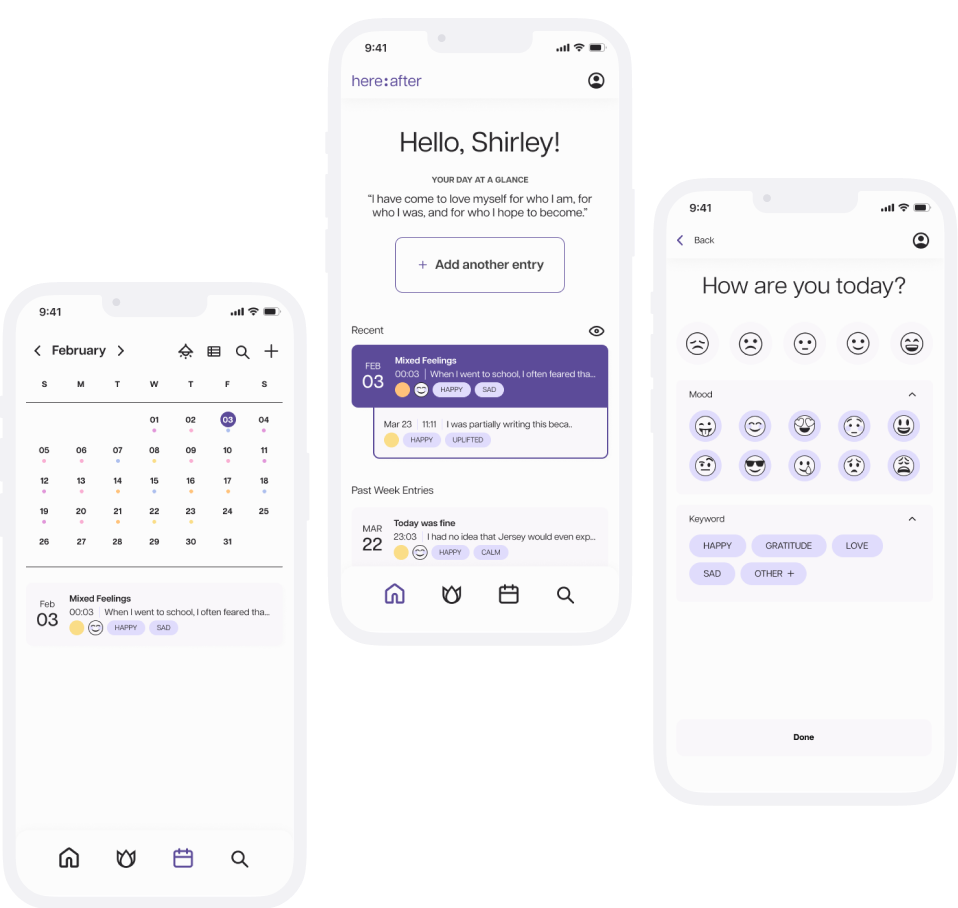 9:41
February
S M T W T F S
01 02 03 04
05 06 07 08 09 10 11
12 13 14 15 16 17 18
19 20 21 22 23 24 25
26 27 28 29 30 31
Feb
03
Mixed Feelings
00:03 | When I went to school, I often feared tha...
HAPPY SAD
9:41
here:after
Hello, Shirley!
YOUR DAY AT A GLANCE
“I have come to love myself for who I am, for
who I was, and for who I hope to become.”
+ Add another entry
Recent
FEB
03
Mixed Feelings
00:03 | When I went to school, I often feared tha...
HAPPY SAD
Mar 23 | 11:11 | I was partially writing this beca..
HAPPY UPLIFTED
Past Week Entries
MAR
22
Today was fine
23:03 | I had no idea that Jersey would even exp...
HAPPY CALM
9:41
Back
How are you today?
Mood
Keyword
HAPPY GRATITUDE LOVE
SAD OTHER +
Done